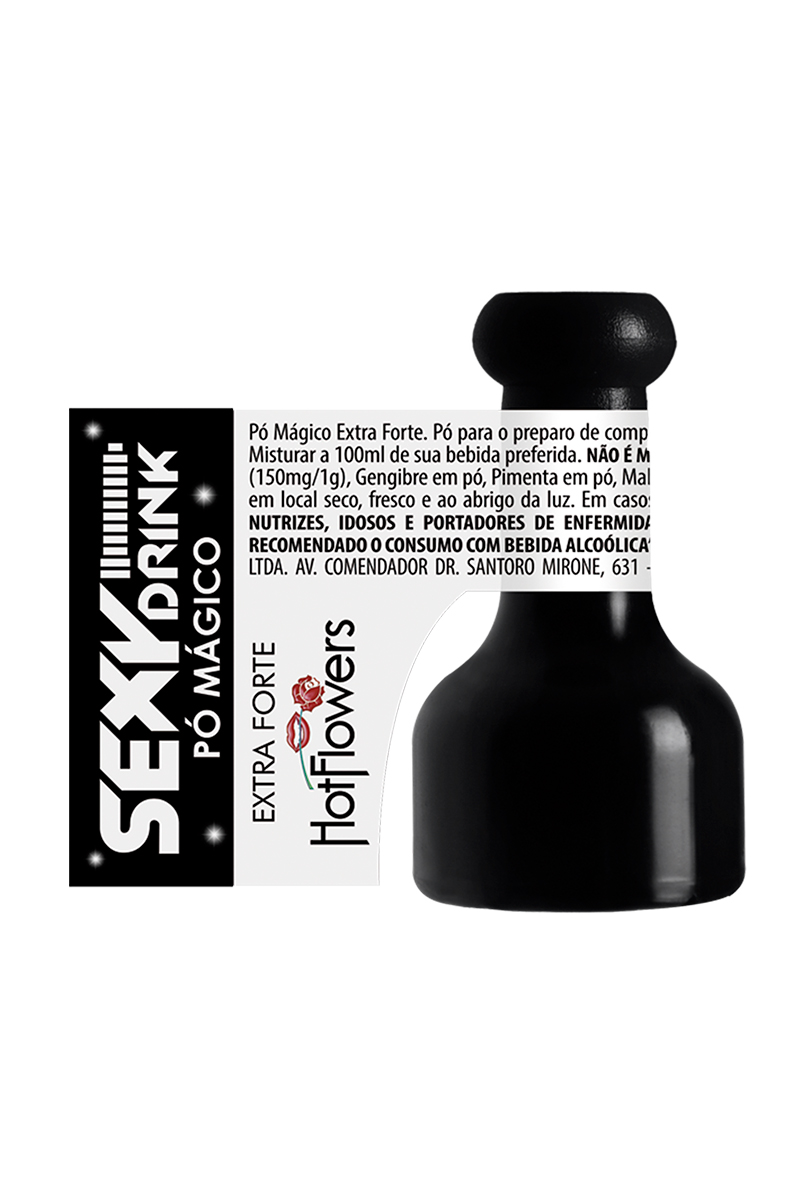 SEXY
DRINK
PÓ MÁGICO
EXTRA FORTE
HotFlowers
Pó Mágico Extra Forte. Pó para o preparo de comp
Misturar a 100ml de sua bebida preferida. NÃO É M
(150mg/1g), Gengibre em pó, Pimenta em pó, Mal
em local seco, fresco e ao abrigo da luz. Em caso
NUTRIZES, IDOSOS E PORTADORES DE ENFERMIDA
RECOMENDADO O CONSUMO COM BEBIDA ALCOÓLICA"
LTDA. AV. COMENDADOR DR. SANTORO MIRONE, 631 -